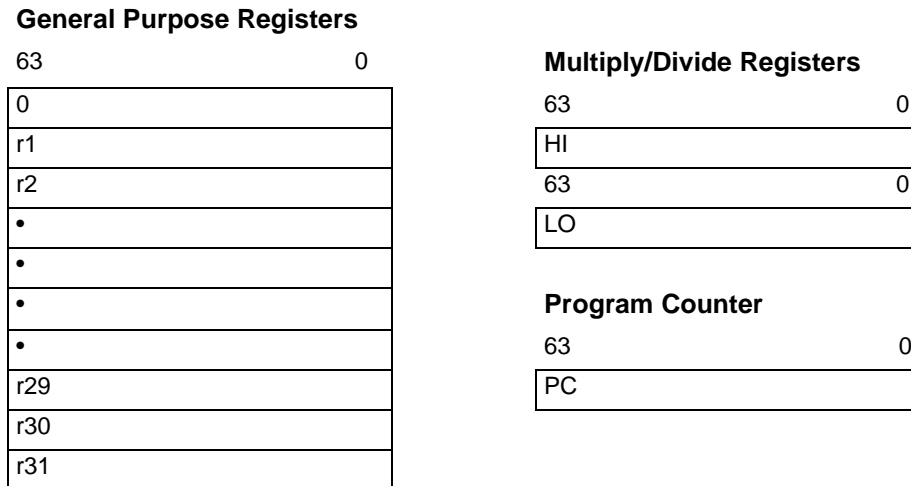 General Purpose Registers
63 0
0
r1
r2
•
•
•
•
r29
r30
r31
Multiply/Divide Registers
63 0
HI
63 0
LO
Program Counter
63 0
PC